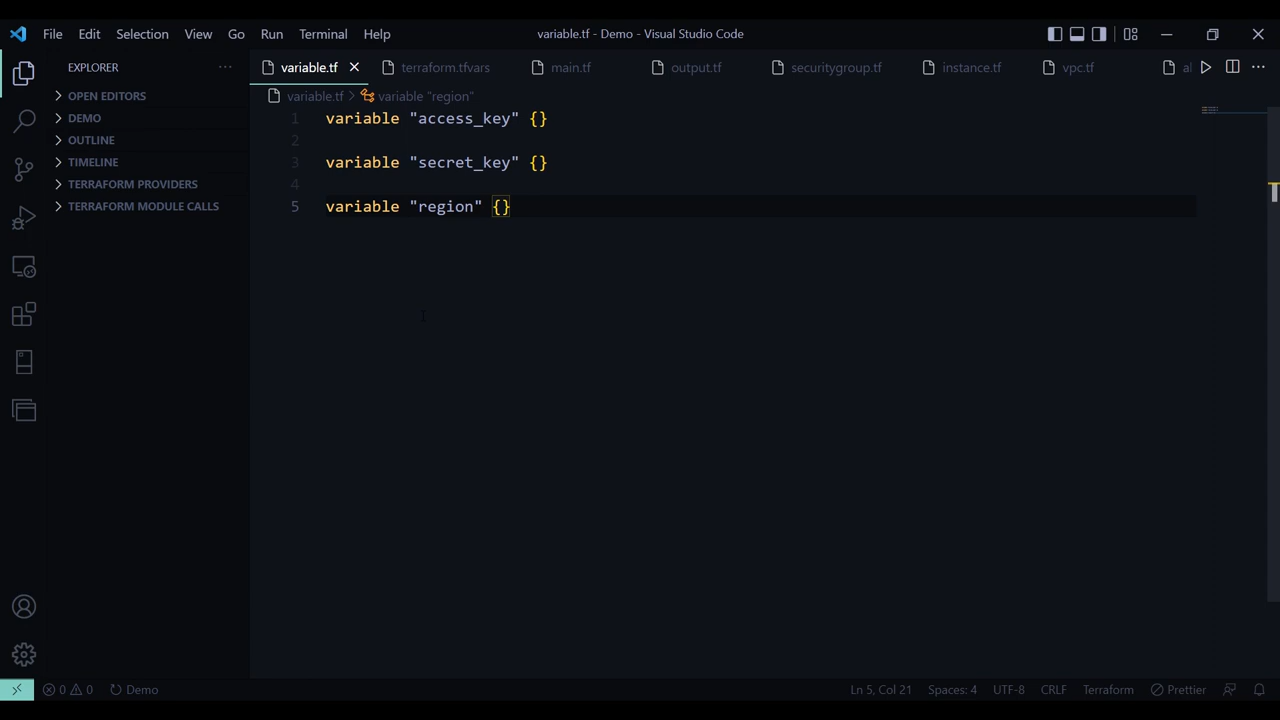 File Edit Selection View Go Run Terminal Help variable.tf - Demo - Visual Studio Code
EXPLORER
OPEN EDITORS
DEMO
OUTLINE
TIMELINE
TERRAFORM PROVIDERS
TERRAFORM MODULE CALLS
variable.tf terraform.tfvars main.tf output.tf securitygroup.tf instance.tf vpc.tf
variable.tf > variable "region"
1 variable "access_key" {}
2
3 variable "secret_key" {}
4
5 variable "region" {}
0 0 Demo Ln 5, Col 21 Spaces: 4 UTF-8 CRLF Terraform Prettier